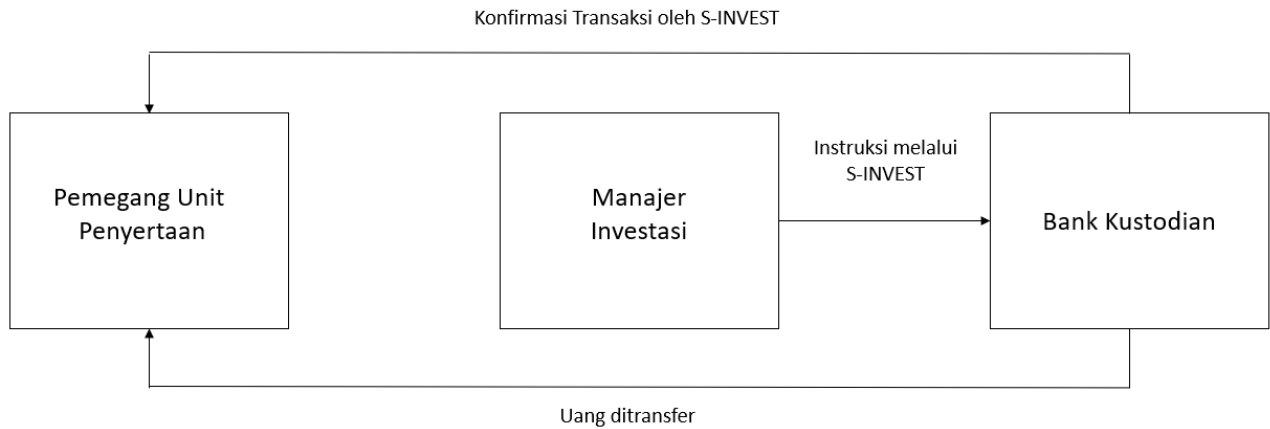 Konfirmasi Transaksi oleh S-INVEST
Pemegang Unit
Penyertaan
Manajer
Investasi
Instruksi melalui
S-INVEST
Bank Kustodian
Uang ditransfer